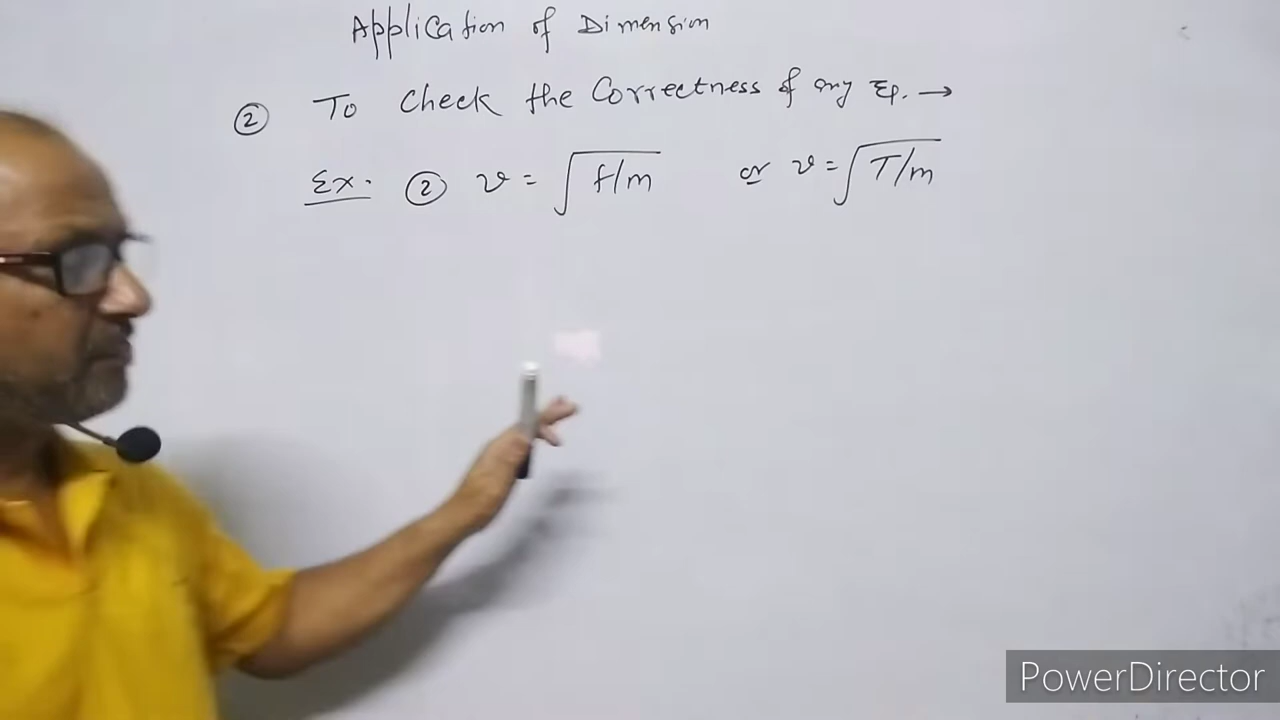 Application of Dimension
② To Check the Correctness of any Eq. →
Ex. ② v = √f/m or v = √T/m
PowerDirector